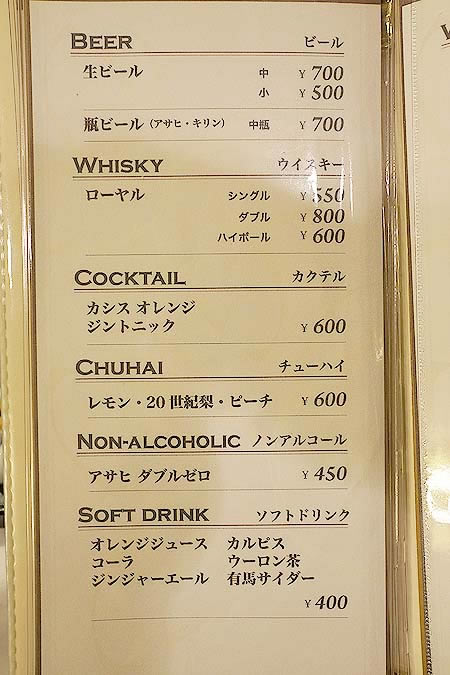 BEER ビール
生ビール 中 ¥700
小 ¥500
瓶ビール（アサヒ・キリン） 中瓶 ¥700
WHISKY ウイスキー
ローヤル シングル ¥550
ダブル ¥800
ハイボール ¥600
COCKTAIL カクテル
カシス オレンジ
ジントニック ¥600
CHUHAI チューハイ
レモン・20世紀梨・ピーチ ¥600
NON-ALCOHOLIC ノンアルコール
アサヒ ダブルゼロ ¥450
SOFT DRINK ソフトドリンク
オレンジジュース カルピス
コーラ ウーロン茶
ジンジャーエール 有馬サイダー
¥400